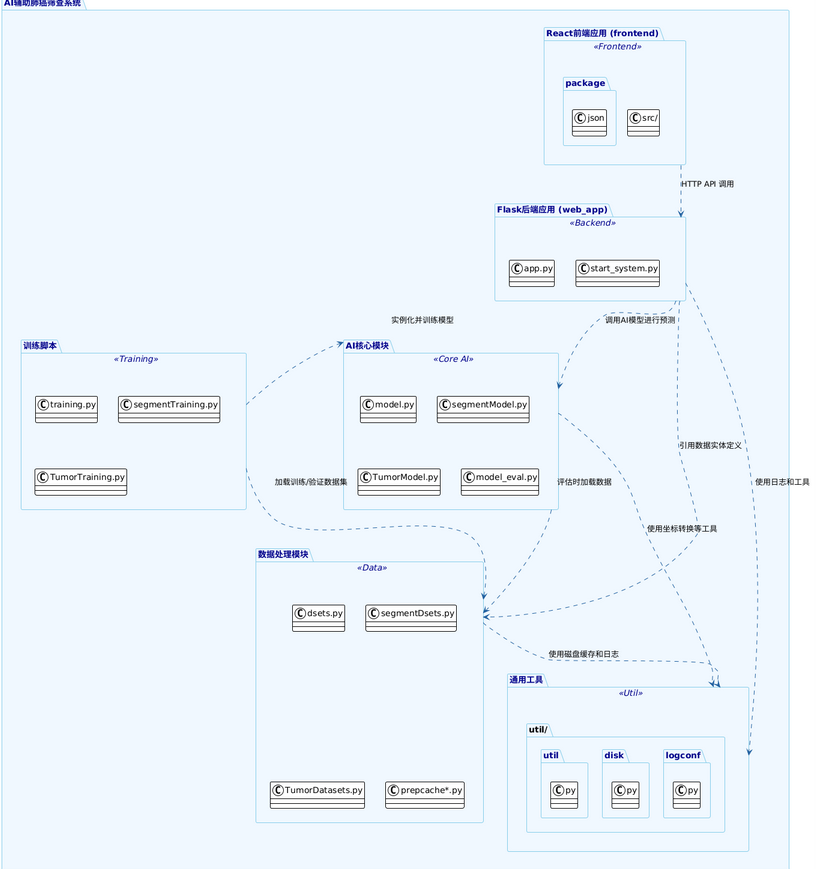 AI辅助肺癌筛查系统
React前端应用 (frontend)
«Frontend»
package
C json
C src/
HTTP API 调用
Flask后端应用 (web_app)
«Backend»
C app.py
C start_system.py
实例化并训练模型
调用AI模型进行预测
训练脚本
«Training»
C training.py
C segmentTraining.py
C TumorTraining.py
AI核心模块
«Core AI»
C model.py
C segmentModel.py
C TumorModel.py
C model_eval.py
引用数据实体定义
加载训练/验证数据集
评估时加载数据
使用日志和工具
使用坐标转换等工具
数据处理模块
«Data»
C dsets.py
C segmentDsets.py
C TumorDatasets.py
C prepcache*.py
使用磁盘缓存和日志
通用工具
«Util»
util/
util
C py
disk
C py
logconf
C py